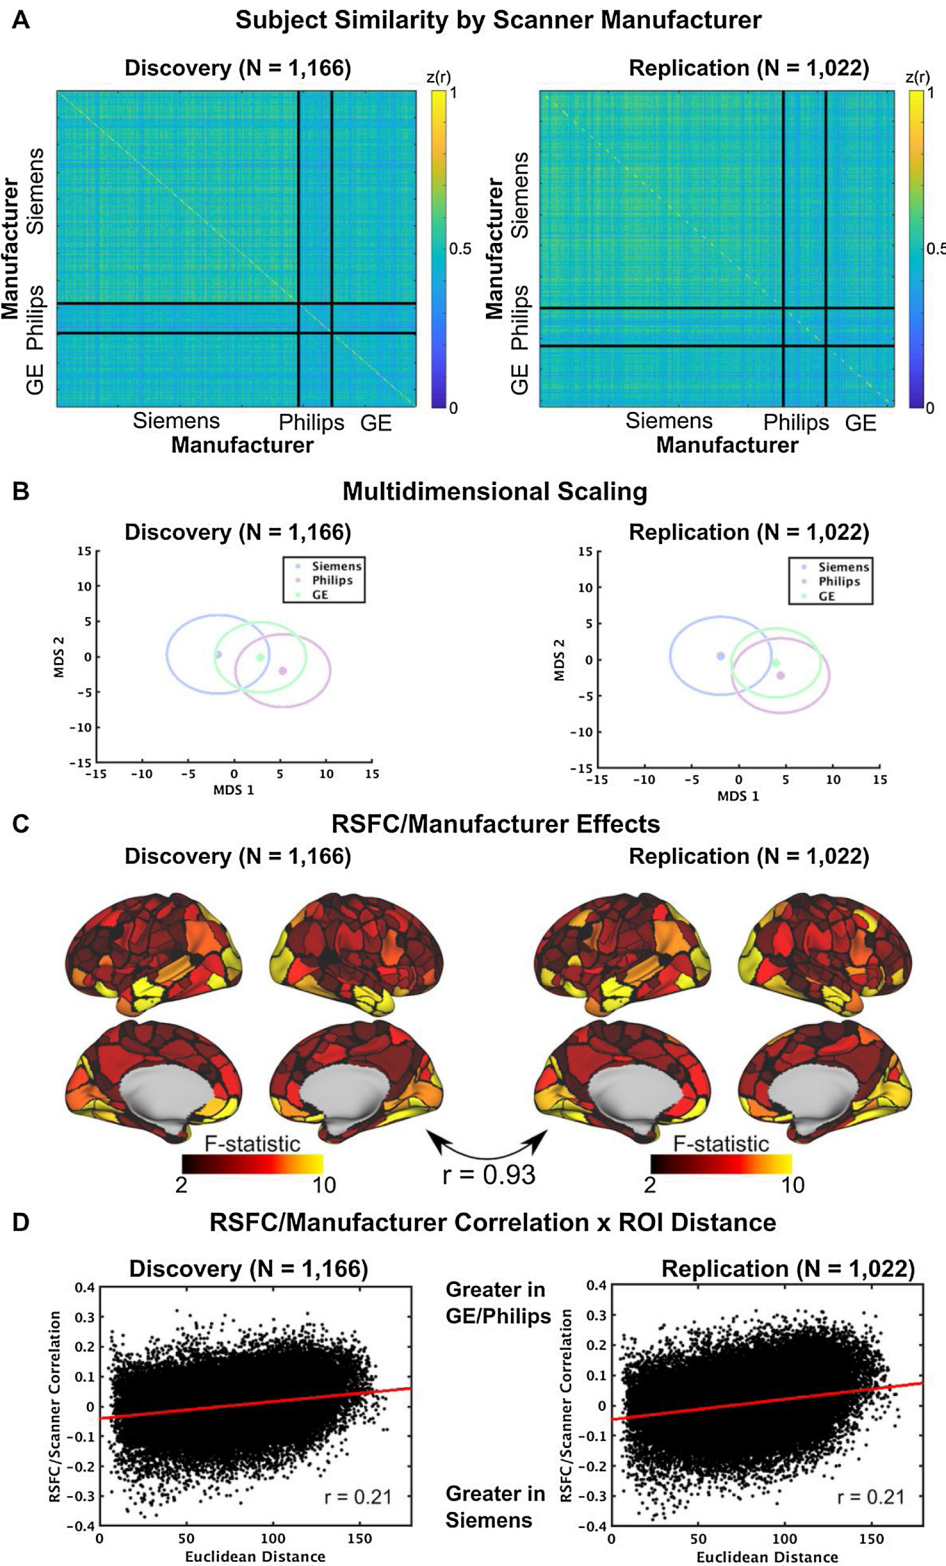 A
Subject Similarity by Scanner Manufacturer
Discovery (N = 1,166)
Replication (N = 1,022)
z(r)
1
0.5
0
z(r)
1
0.5
0
Manufacturer
Siemens
Philips
GE
Siemens
Philips
GE
Manufacturer
Manufacturer
Siemens
Philips
GE
Siemens
Philips
GE
Manufacturer
B
Multidimensional Scaling
Discovery (N = 1,166)
Replication (N = 1,022)
MDS 2
15
10
5
0
−5
−10
−15
−15
−10
−5
0
5
10
15
MDS 1
Siemens
Philips
GE
MDS 2
15
10
5
0
−5
−10
−15
−15
−10
−5
0
5
10
15
MDS 1
Siemens
Philips
GE
C
RSFC/Manufacturer Effects
Discovery (N = 1,166)
Replication (N = 1,022)
F-statistic
2
10
r = 0.93
F-statistic
2
10
D
RSFC/Manufacturer Correlation x ROI Distance
Discovery (N = 1,166)
Replication (N = 1,022)
RSFC/Scanner Correlation
0.4
0.3
0.2
0.1
0
−0.1
−0.2
−0.3
−0.4
0
50
100
150
Euclidean Distance
r = 0.21
Greater in
GE/Philips
Greater in
Siemens
RSFC/Scanner Correlation
0.4
0.3
0.2
0.1
0
−0.1
−0.2
−0.3
−0.4
0
50
100
150
Euclidean Distance
r = 0.21